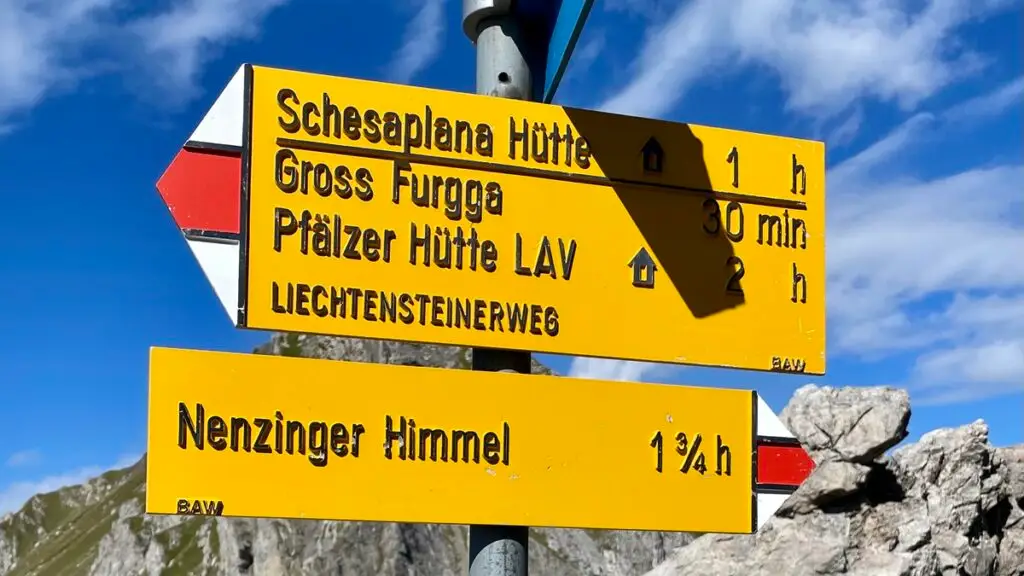 Schesaplana Hütte 1 h
Gross Furgga 30 min
Pfälzer Hütte LAV 2 h
LIECHTENSTEINERWEG
BAW
Nenzinger Himmel 1 ¾ h
BAW